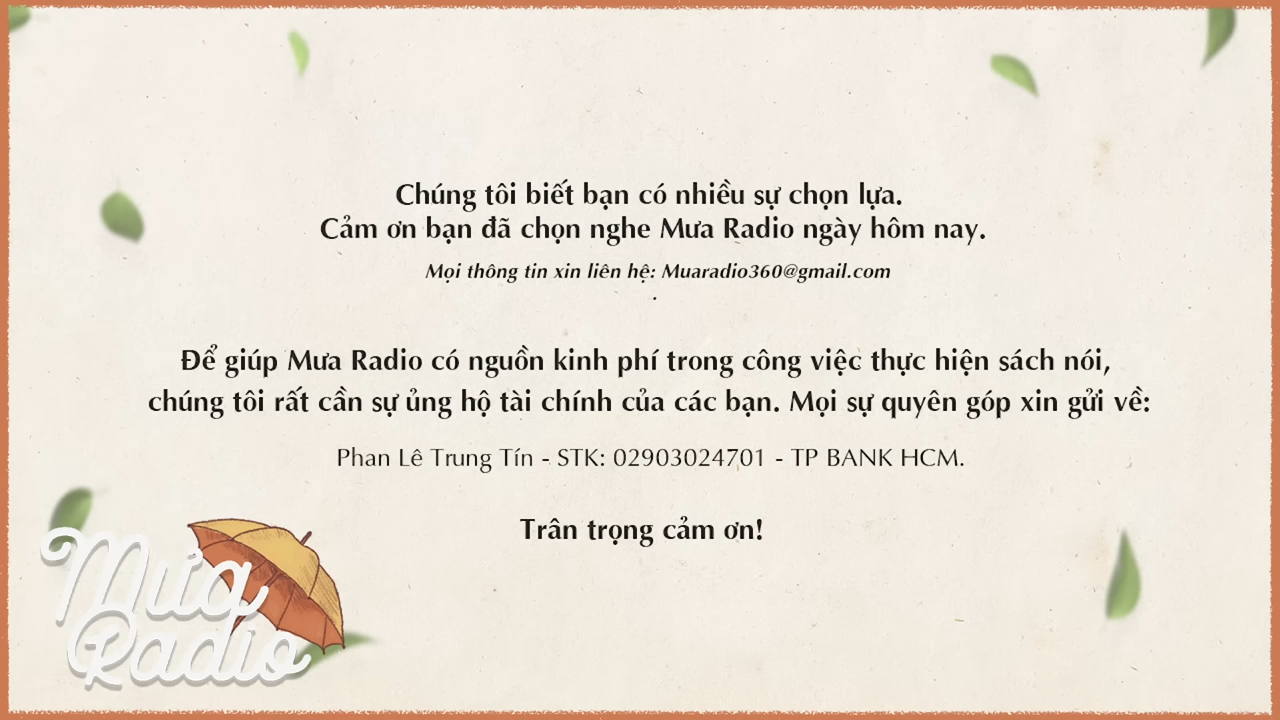 Chúng tôi biết bạn có nhiều sự chọn lựa.
Cảm ơn bạn đã chọn nghe Mưa Radio ngày hôm nay.
Mọi thông tin xin liên hệ: Muaradio360@gmail.com
.
Để giúp Mưa Radio có nguồn kinh phí trong công việc thực hiện sách nói,
chúng tôi rất cần sự ủng hộ tài chính của các bạn. Mọi sự quyên góp xin gửi về:
Phan Lê Trung Tín - STK: 02903024701 - TP BANK HCM.
Trân trọng cảm ơn!
Mưa
Radio